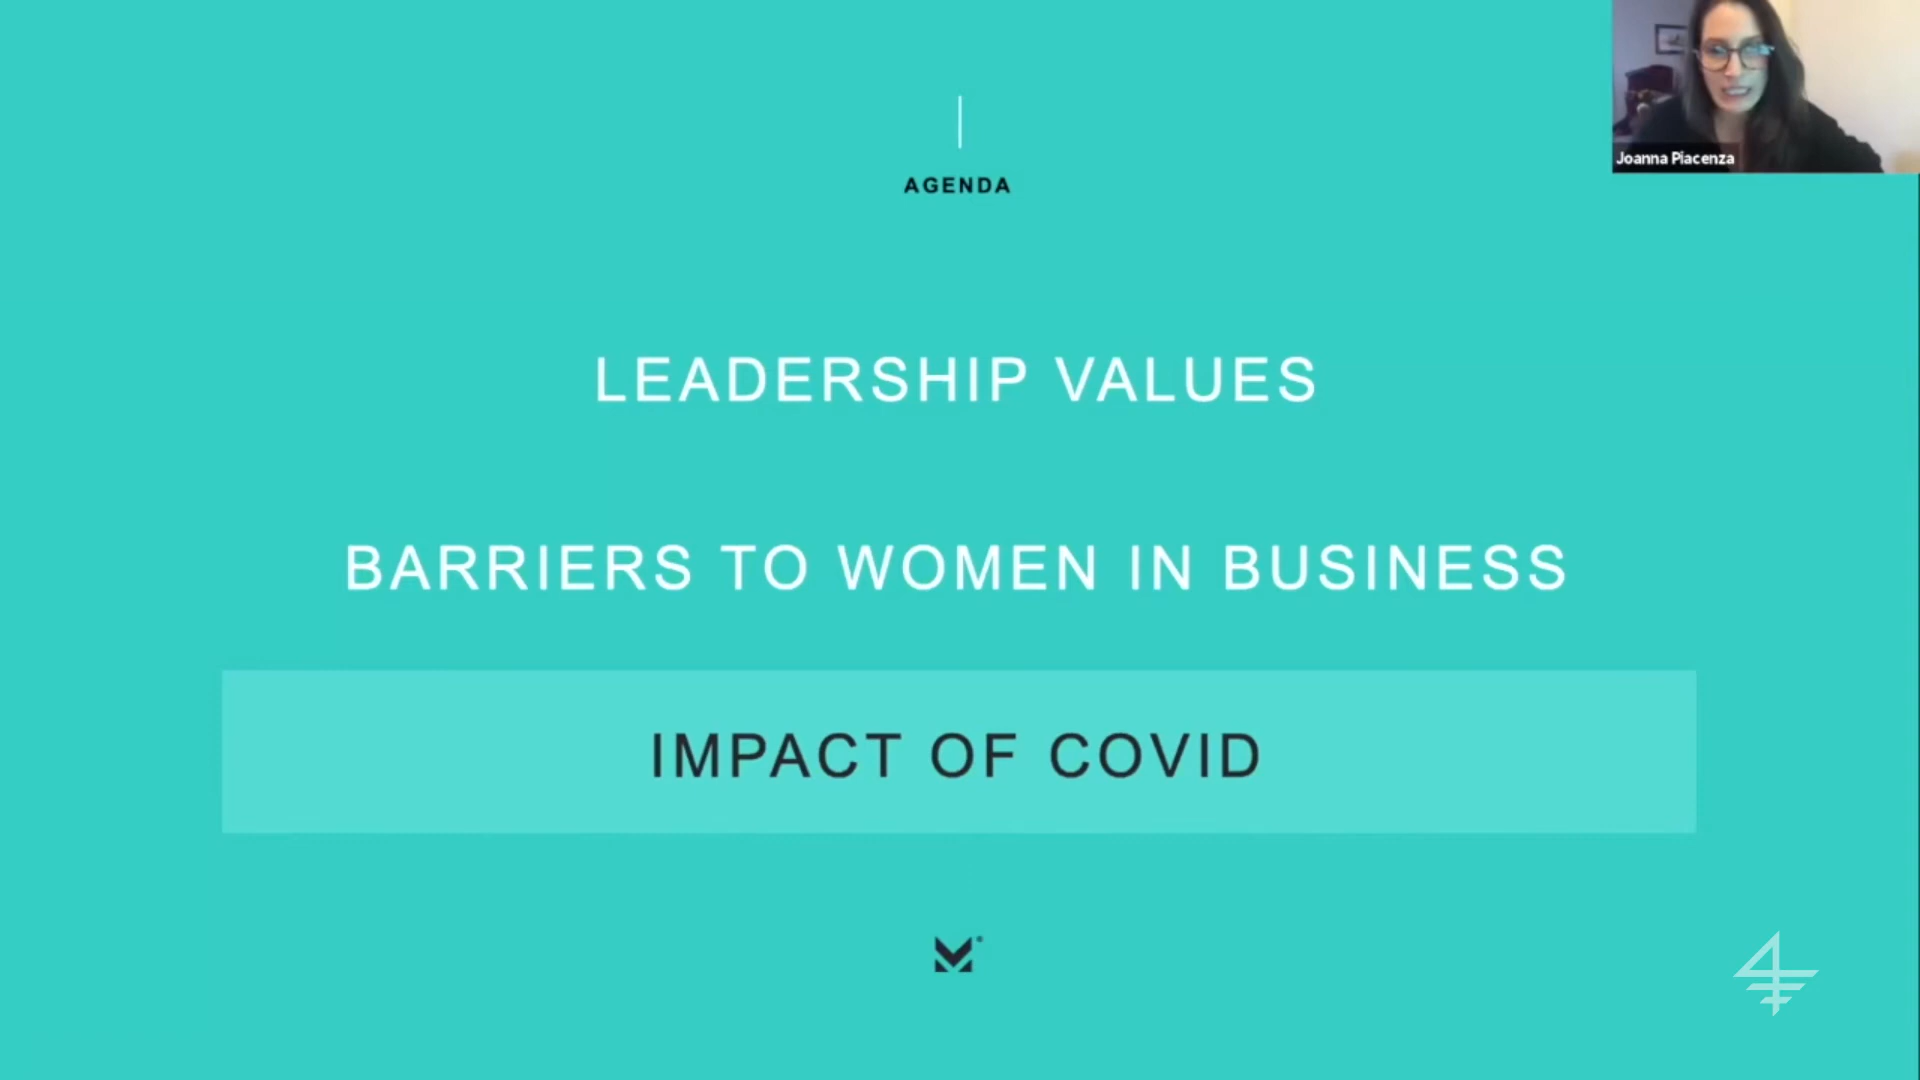 Joanna Piacenza
AGENDA
LEADERSHIP VALUES
BARRIERS TO WOMEN IN BUSINESS
IMPACT OF COVID